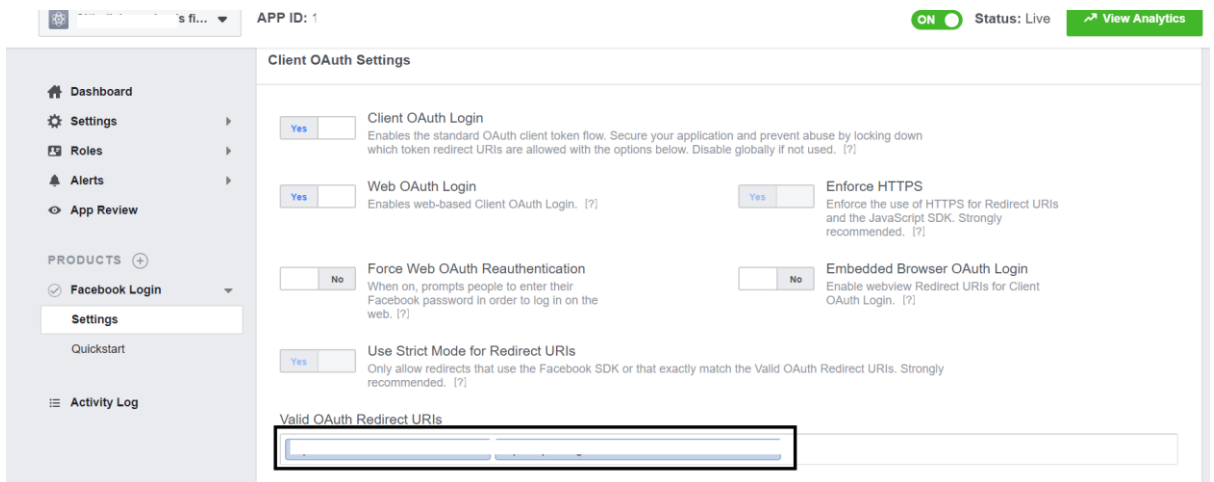 's fi...
APP ID:
ON
Status: Live
View Analytics
Client OAuth Settings
Dashboard
Settings
Roles
Alerts
App Review
PRODUCTS
Facebook Login
Settings
Quickstart
Activity Log
Yes
Client OAuth Login
Enables the standard OAuth client token flow. Secure your application and prevent abuse by locking down
which token redirect URIs are allowed with the options below. Disable globally if not used. [?]
Yes
Web OAuth Login
Enables web-based Client OAuth Login. [?]
Yes
Enforce HTTPS
Enforce the use of HTTPS for Redirect URIs
and the JavaScript SDK. Strongly
recommended. [?]
No
Force Web OAuth Reauthentication
When on, prompts people to enter their
Facebook password in order to log in on the
web. [?]
No
Embedded Browser OAuth Login
Enable webview Redirect URIs for Client
OAuth Login. [?]
Yes
Use Strict Mode for Redirect URIs
Only allow redirects that use the Facebook SDK or that exactly match the Valid OAuth Redirect URIs. Strongly
recommended. [?]
Valid OAuth Redirect URIs